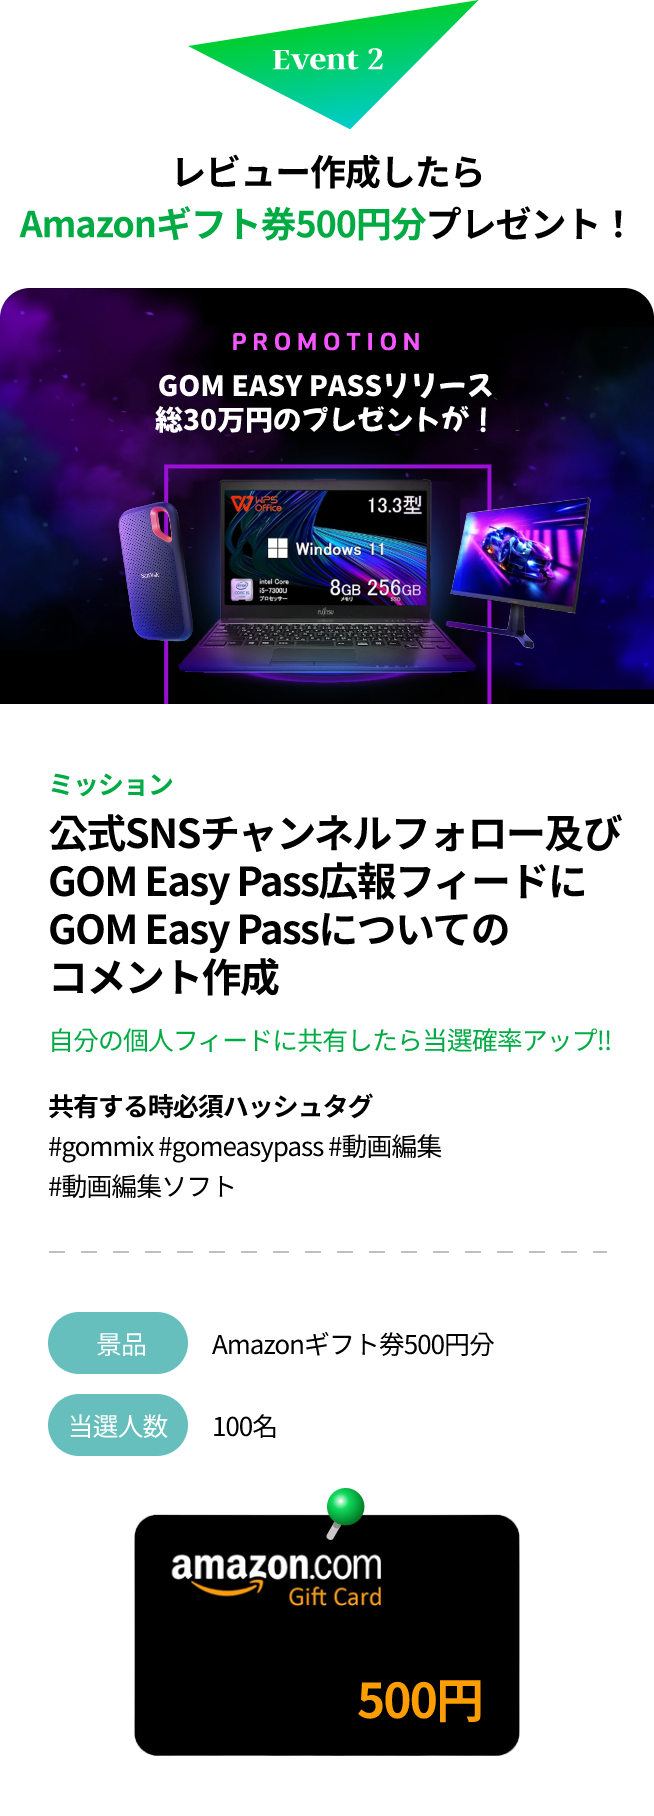 Event 2
レビュー作成したら
Amazonギフト券500円分プレゼント！
PROMOTION
GOM EASY PASSリリース
総30万円のプレゼントが！
WPS Office
13.3型
Windows 11
intel Core
i5-7300U
プロセッサー
8GB 256GB
メモリ SSD
SanDisk
FUJITSU
ミッション
公式SNSチャンネルフォロー及び
GOM Easy Pass広報フィードに
GOM Easy Passについての
コメント作成
自分の個人フィードに共有したら当選確率アップ!!
共有する時必須ハッシュタグ
#gommix #gomeasypass #動画編集
#動画編集ソフト
景品 Amazonギフト券500円分
当選人数 100名
amazon.com
Gift Card
500円